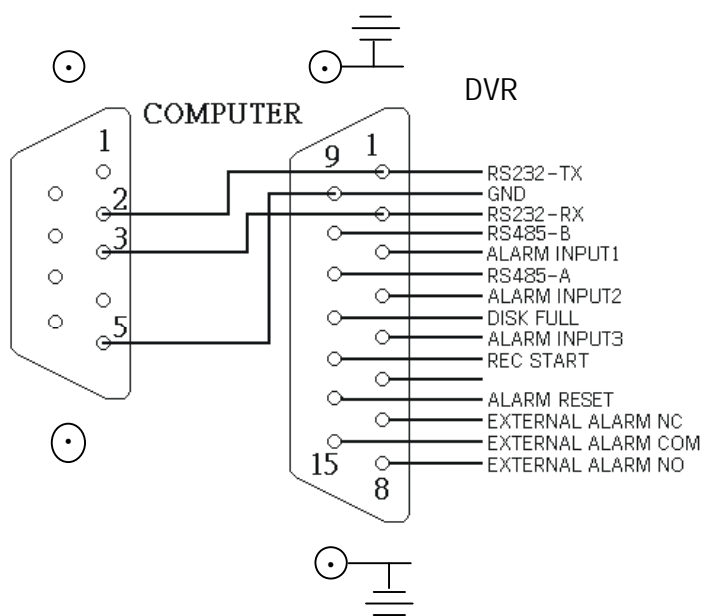 DVR
COMPUTER
1
2
3
5
9 1
15
8
RS232-TX
GND
RS232-RX
RS485-B
ALARM INPUT1
RS485-A
ALARM INPUT2
DISK FULL
ALARM INPUT3
REC START
ALARM RESET
EXTERNAL ALARM NC
EXTERNAL ALARM COM
EXTERNAL ALARM NO